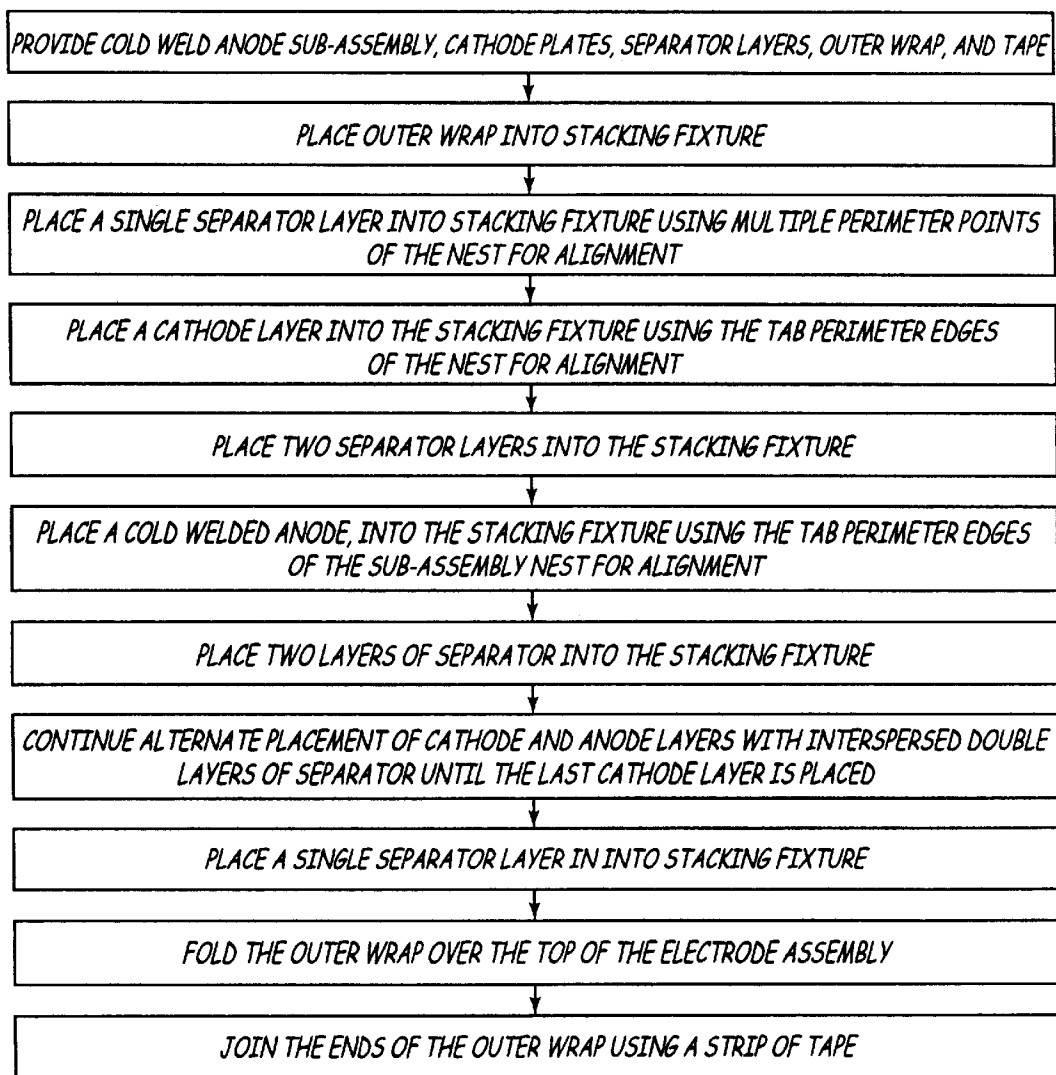 PROVIDE COLD WELD ANODE SUB-ASSEMBLY, CATHODE PLATES, SEPARATOR LAYERS, OUTER WRAP, AND TAPE
PLACE OUTER WRAP INTO STACKING FIXTURE
PLACE A SINGLE SEPARATOR LAYER INTO STACKING FIXTURE USING MULTIPLE PERIMETER POINTS
OF THE NEST FOR ALIGNMENT
PLACE A CATHODE LAYER INTO THE STACKING FIXTURE USING THE TAB PERIMETER EDGES
OF THE NEST FOR ALIGNMENT
PLACE TWO SEPARATOR LAYERS INTO THE STACKING FIXTURE
PLACE A COLD WELDED ANODE, INTO THE STACKING FIXTURE USING THE TAB PERIMETER EDGES
OF THE SUB-ASSEMBLY NEST FOR ALIGNMENT
PLACE TWO LAYERS OF SEPARATOR INTO THE STACKING FIXTURE
CONTINUE ALTERNATE PLACEMENT OF CATHODE AND ANODE LAYERS WITH INTERSPERSED DOUBLE
LAYERS OF SEPARATOR UNTIL THE LAST CATHODE LAYER IS PLACED
PLACE A SINGLE SEPARATOR LAYER IN INTO STACKING FIXTURE
FOLD THE OUTER WRAP OVER THE TOP OF THE ELECTRODE ASSEMBLY
JOIN THE ENDS OF THE OUTER WRAP USING A STRIP OF TAPE